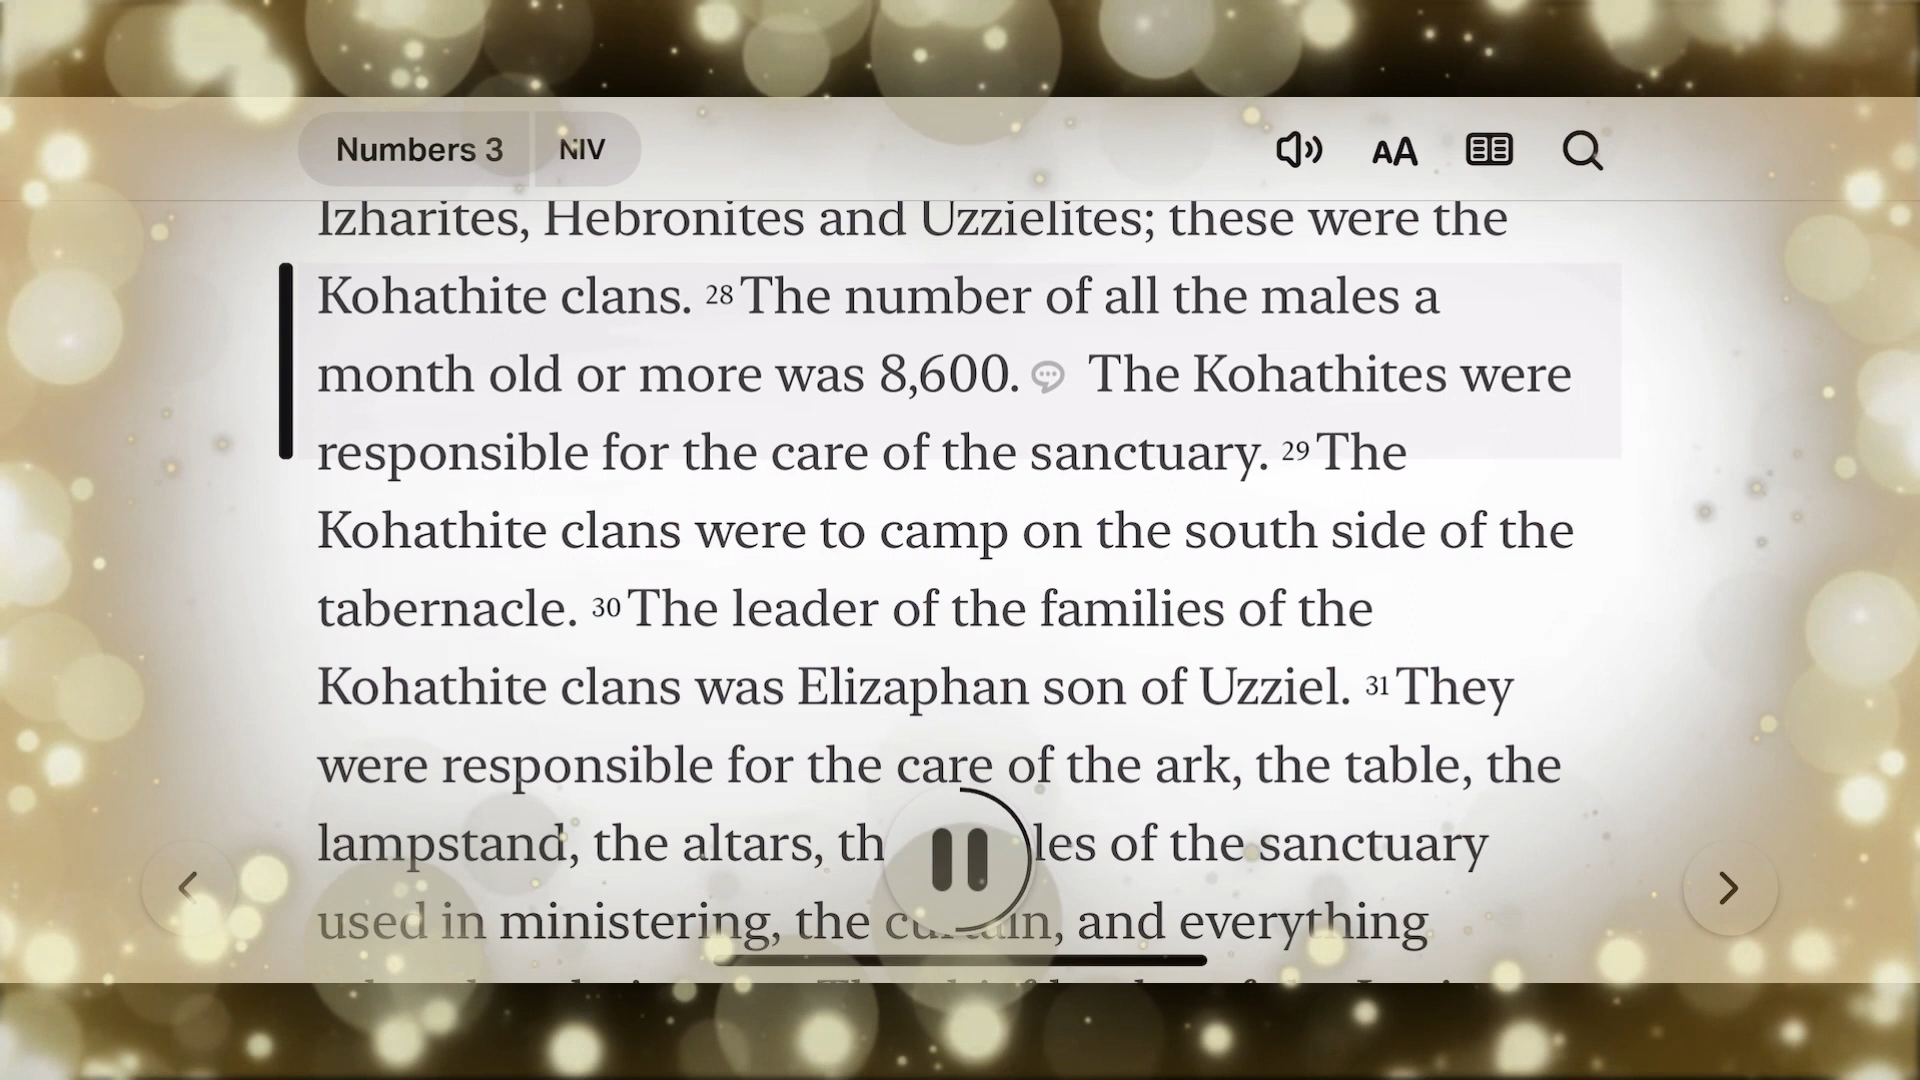 Numbers 3 NIV AA
Izharites, Hebronites and Uzzielites; these were the
Kohathite clans. 28 The number of all the males a
month old or more was 8,600. The Kohathites were
responsible for the care of the sanctuary. 29 The
Kohathite clans were to camp on the south side of the
tabernacle. 30 The leader of the families of the
Kohathite clans was Elizaphan son of Uzziel. 31 They
were responsible for the care of the ark, the table, the
lampstand, the altars, th les of the sanctuary
used in ministering, the in, and everything